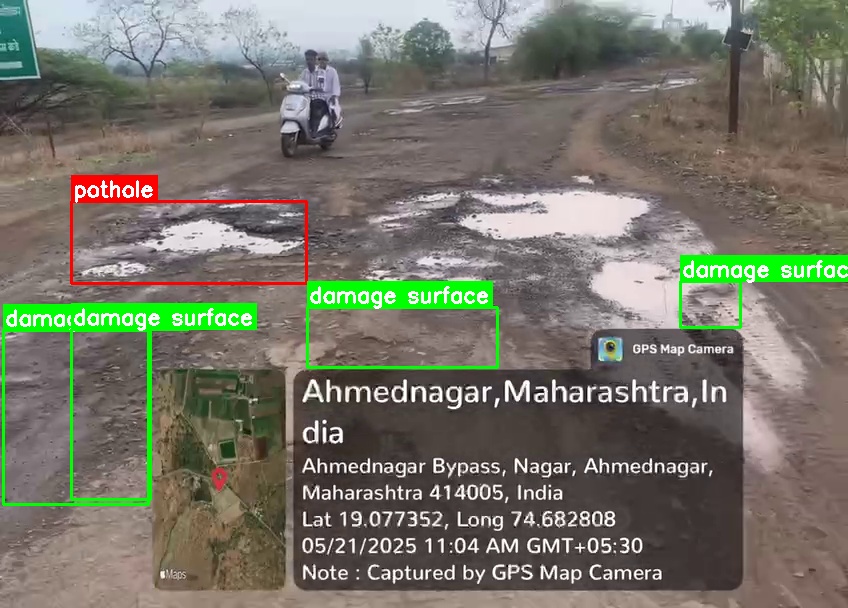 pothole
damage surfac
damage surface
damage surface
GPS Map Camera
Ahmednagar,Maharashtra,In
dia
Ahmednagar Bypass, Nagar, Ahmednagar,
Maharashtra 414005, India
Lat 19.077352, Long 74.682808
05/21/2025 11:04 AM GMT+05:30
Note : Captured by GPS Map Camera
Maps